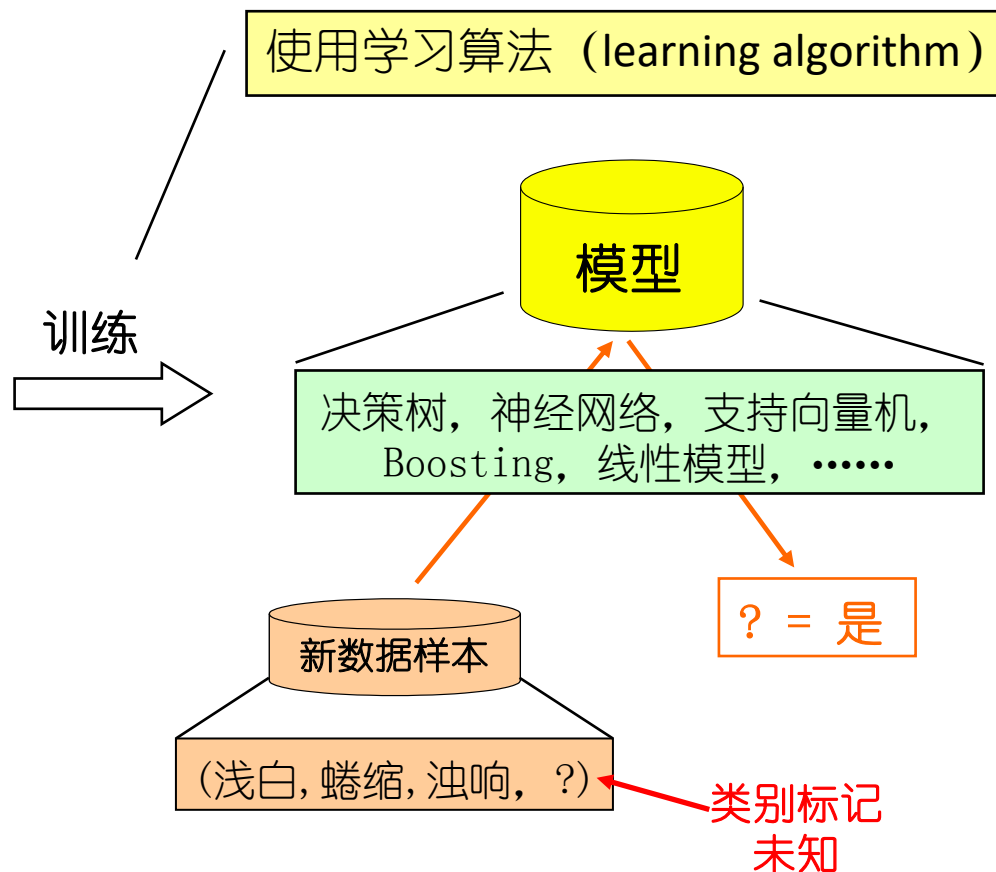 使用学习算法（learning algorithm）
模型
训练
决策树，神经网络，支持向量机，
Boosting，线性模型，……
? = 是
新数据样本
(浅白,蜷缩,浊响，?)
类别标记
未知